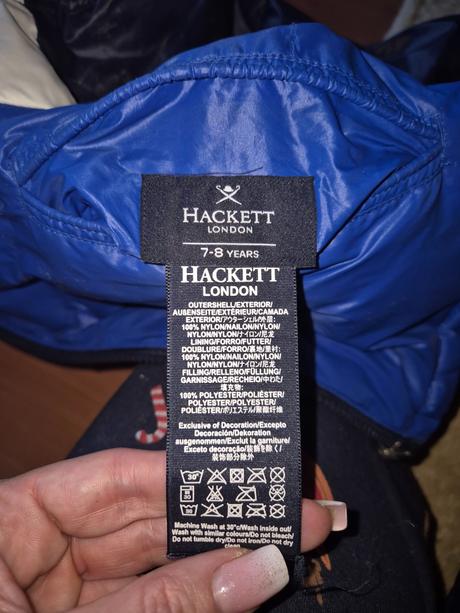 HACKETT
LONDON
7-8 YEARS
HACKETT
LONDON
OUTERSHELL/EXTERIOR/
AUSENSEITE/EXTÉRIEUR/CAMADA
EXTERIOR/アウターシェル/外层:
100% NYLON/NAILON/NYLON/
NYLON/NYLON/ナイロン/尼龙
LINING/FORRO/FUTTER/
DOUBLURE/FORRO/裏地/里衬:
100% NYLON/NAILON/NYLON/
NYLON/NYLON/ナイロン/尼龙
FILLING/RELLENO/FÜLLUNG/
GARNISSAGE/RECHEIO/中わた/
填充物:
100% POLYESTER/POLIÉSTER/
POLYESTER/POLYESTER/
POLIÉSTER/ポリエステル/聚酯纤维
Exclusive of Decoration/Excepto
Decoración/Dekoration
ausgenommen/Exclut la garniture/
Exceto decoração/装飾を除く/
装饰部分除外
30°
Machine Wash at 30°c/Wash inside out/
Wash with similar colours/Do not bleach/
Do not tumble dry/Do not iron/Do not dry